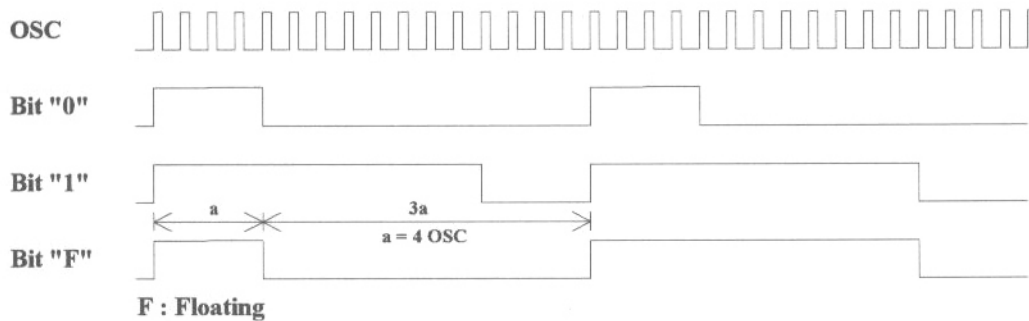 OSC
Bit "0"
Bit "1"
a 3a
a = 4 OSC
Bit "F"
F : Floating